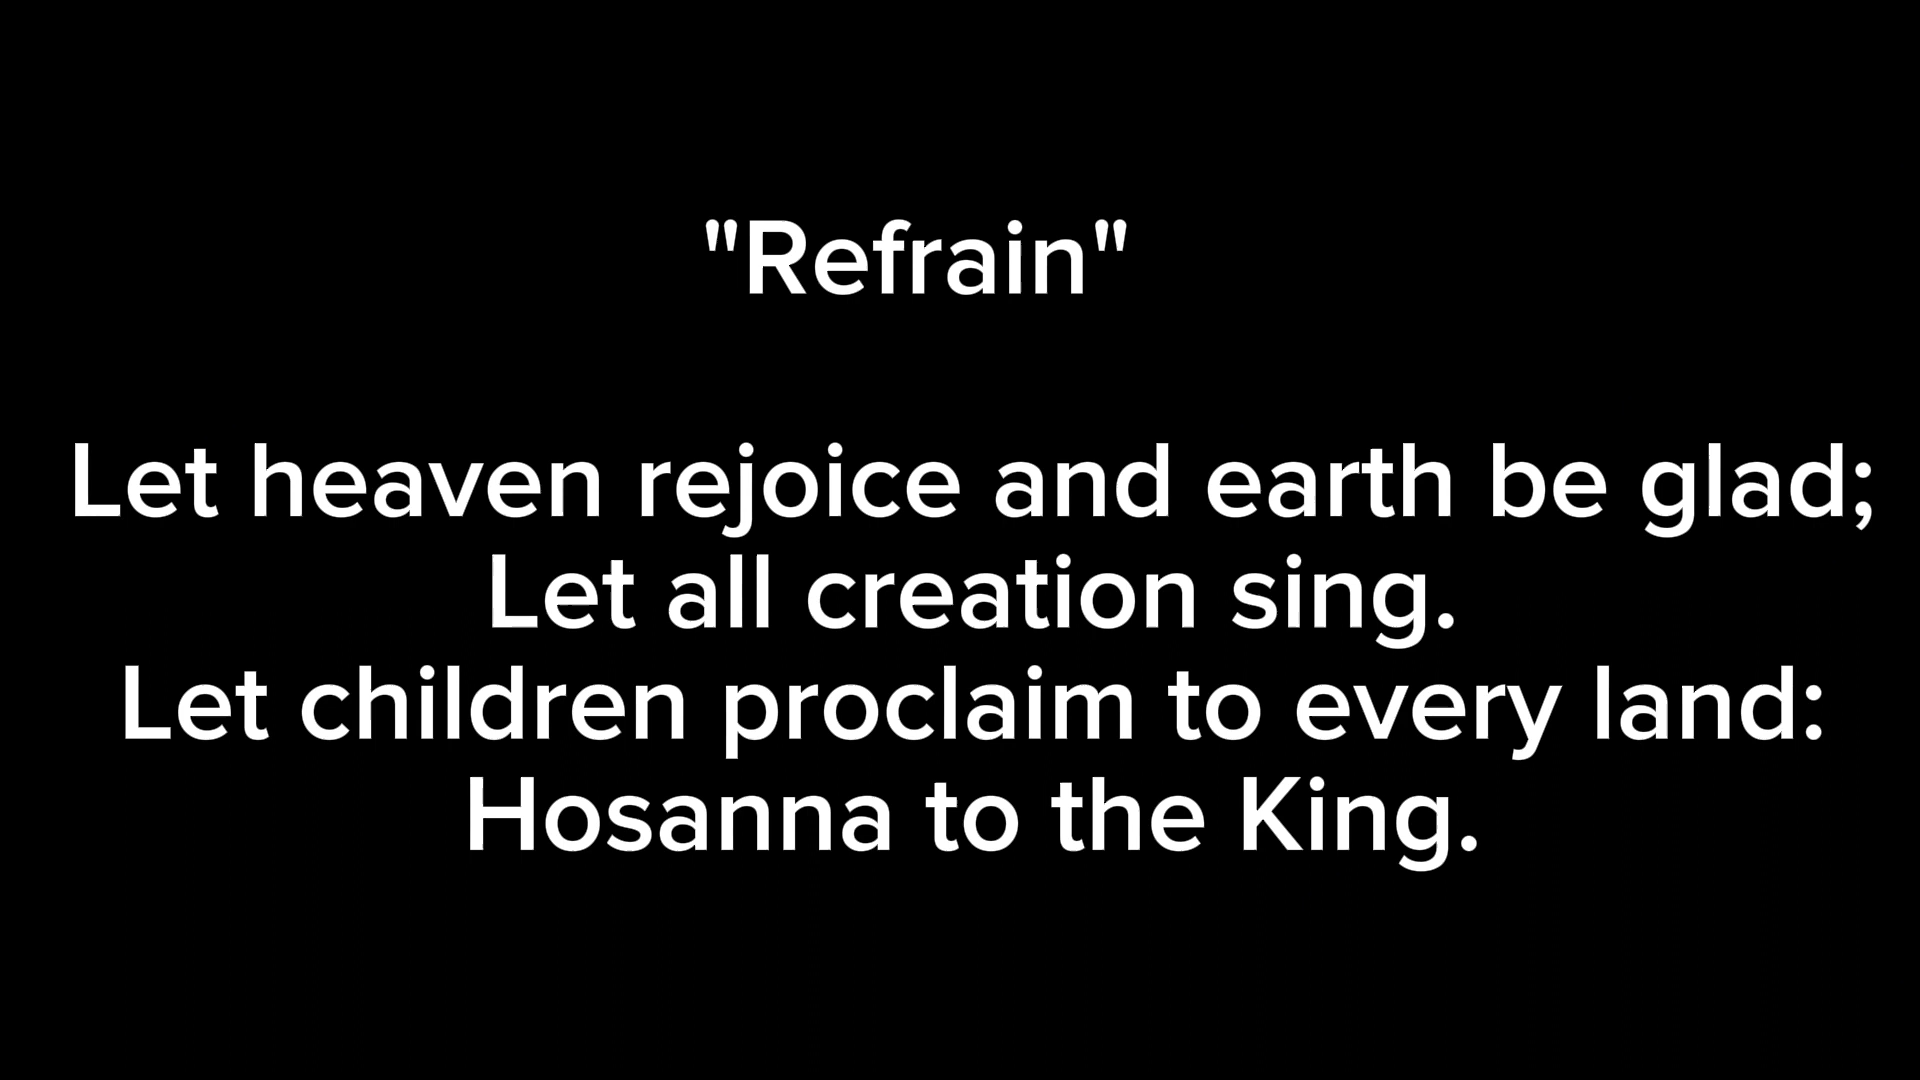 "Refrain"
Let heaven rejoice and earth be glad;
Let all creation sing.
Let children proclaim to every land:
Hosanna to the King.